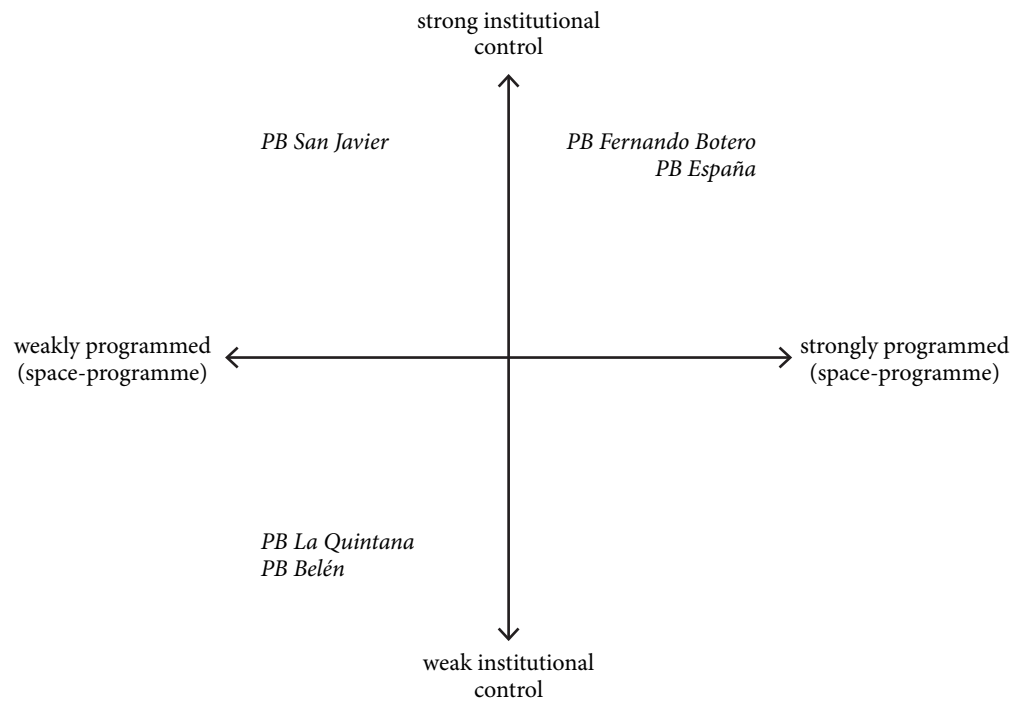 strong institutional
control
PB San Javier
PB Fernando Botero
PB España
weakly programmed
(space-programme)
strongly programmed
(space-programme)
PB La Quintana
PB Belén
weak institutional
control